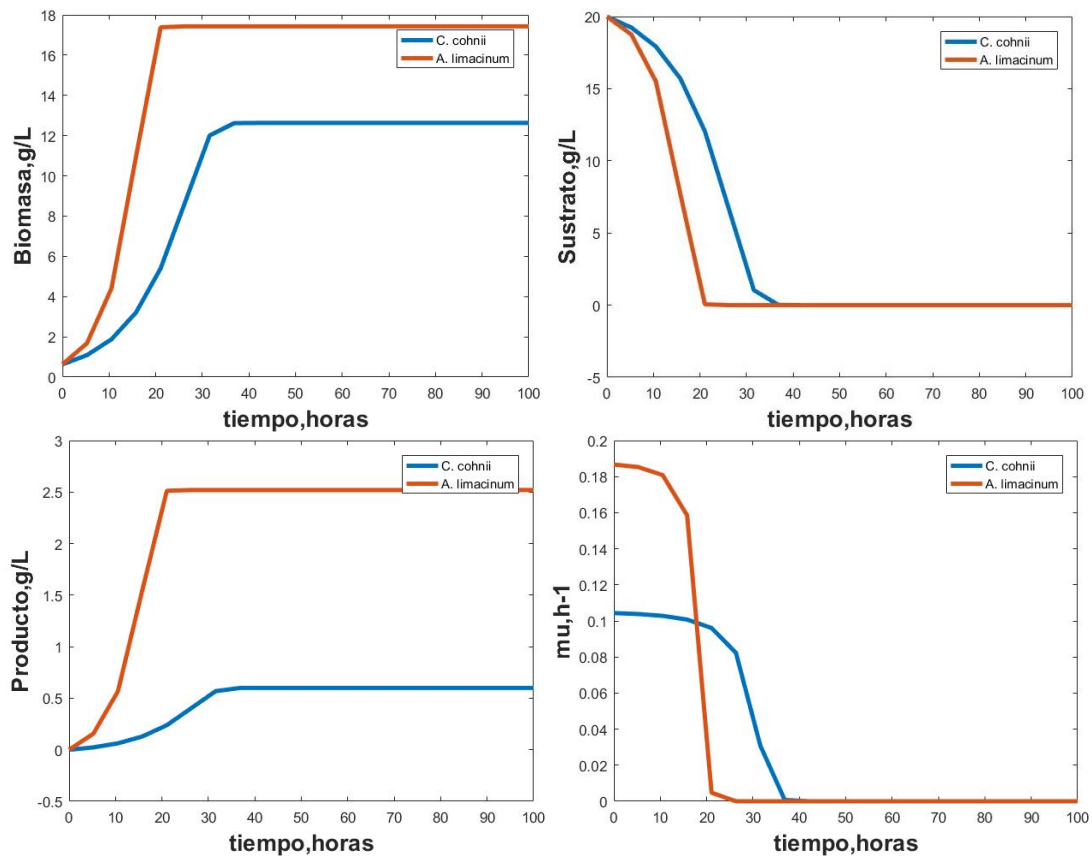 18
16
14
12
10
8
6
4
2
0
Biomasa,g/L
C. cohnii
A. limacinum
0 10 20 30 40 50 60 70 80 90 100
tiempo,horas
20
15
10
5
0
-5
Sustrato,g/L
C. cohnii
A. limacinum
0 10 20 30 40 50 60 70 80 90 100
tiempo,horas
3
2.5
2
1.5
1
0.5
0
-0.5
Producto,g/L
C. cohnii
A. limacinum
0 10 20 30 40 50 60 70 80 90 100
tiempo,horas
0.2
0.18
0.16
0.14
0.12
0.1
0.08
0.06
0.04
0.02
0
mu,h-1
C. cohnii
A. limacinum
0 10 20 30 40 50 60 70 80 90 100
tiempo,horas